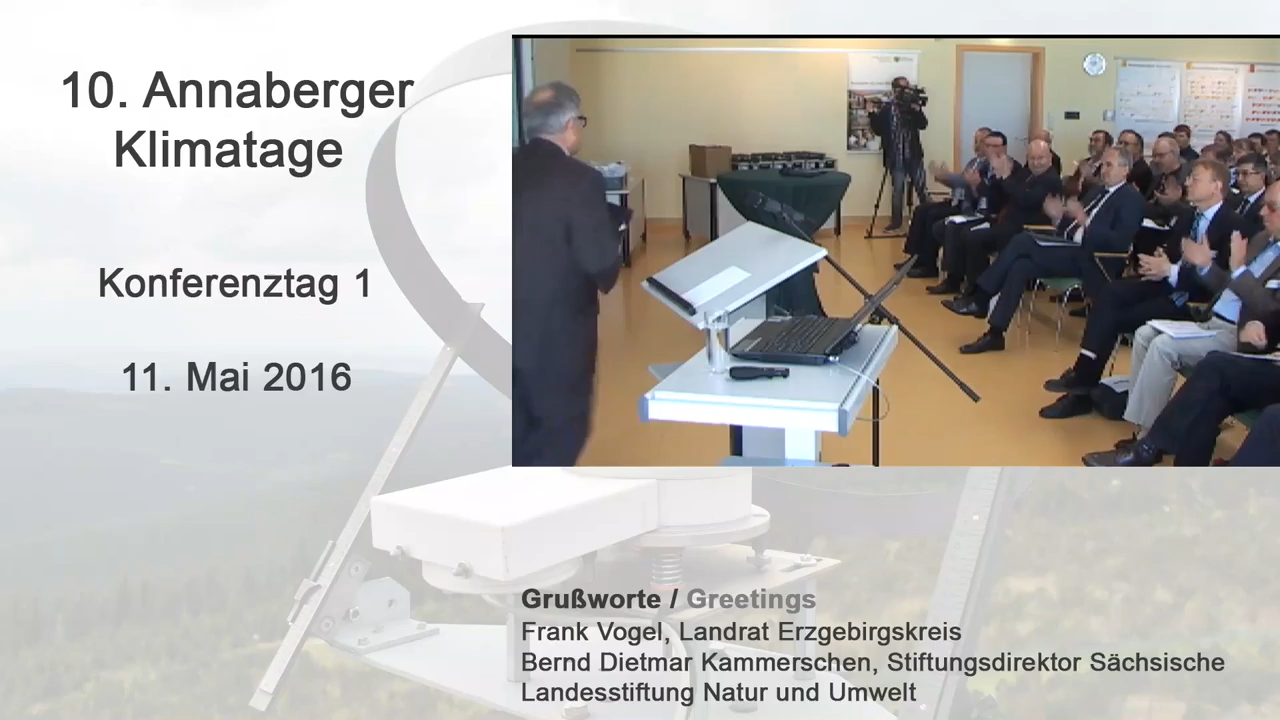 10. Annaberger
Klimatage
Konferenztag 1
11. Mai 2016
Grußworte / Greetings
Frank Vogel, Landrat Erzgebirgskreis
Bernd Dietmar Kammerschen, Stiftungsdirektor Sächsische
Landesstiftung Natur und Umwelt